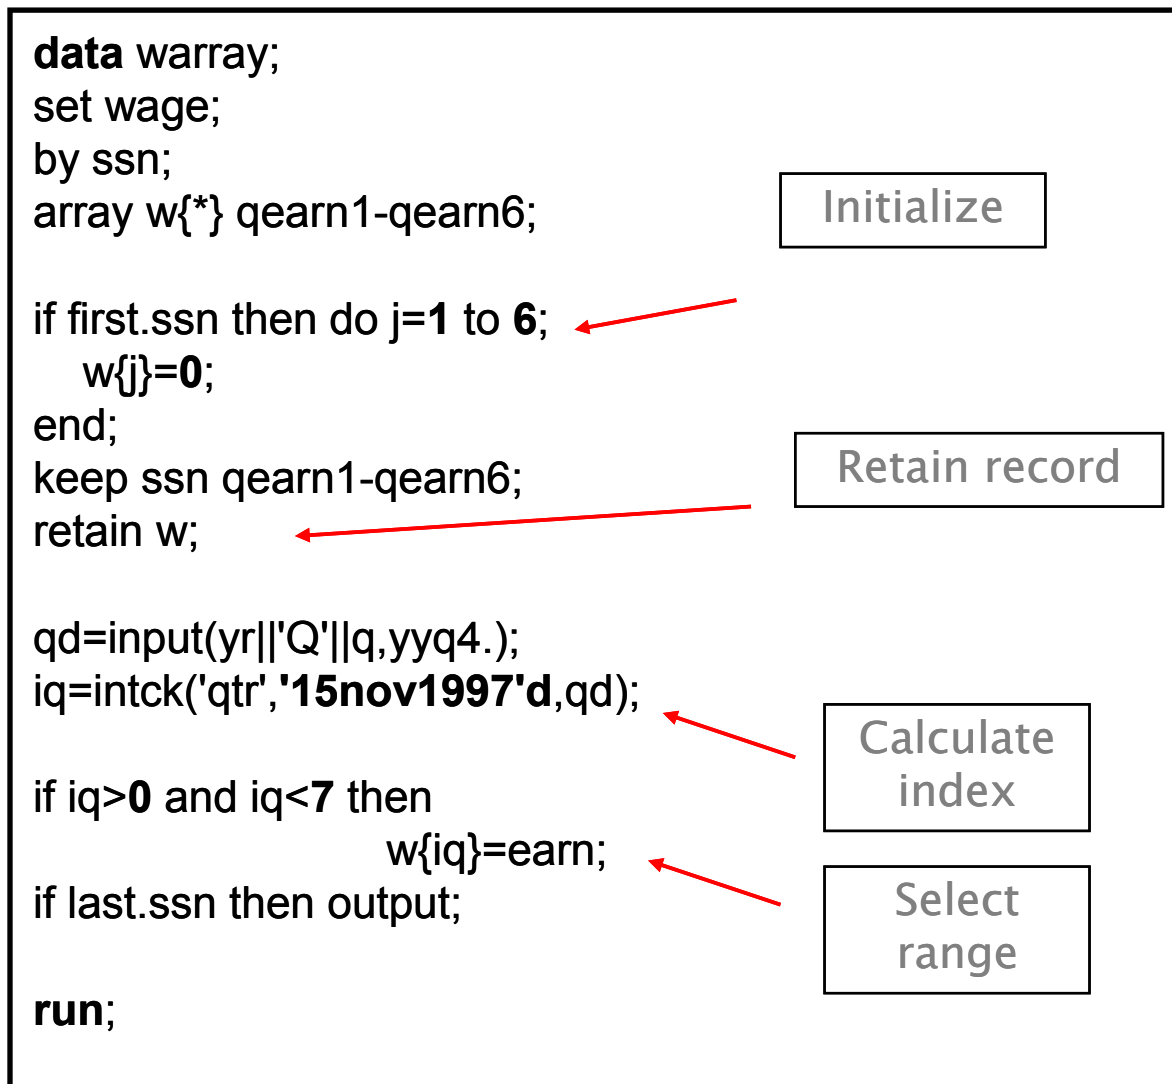 data warray;
set wage;
by ssn;
array w{*} qearn1-qearn6;
Initialize
if first.ssn then do j=1 to 6;
w{j}=0;
end;
keep ssn qearn1-qearn6;
Retain record
retain w;
qd=input(yr||'Q'||q,yyq4.);
iq=intck('qtr','15nov1997'd,qd);
Calculate
index
if iq>0 and iq<7 then
w{iq}=earn;
if last.ssn then output;
Select
range
run;